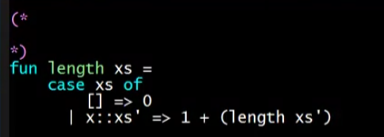 (*
*)
fun length xs =
    case xs of
        [] => 0
      | x::xs' => 1 + (length xs')